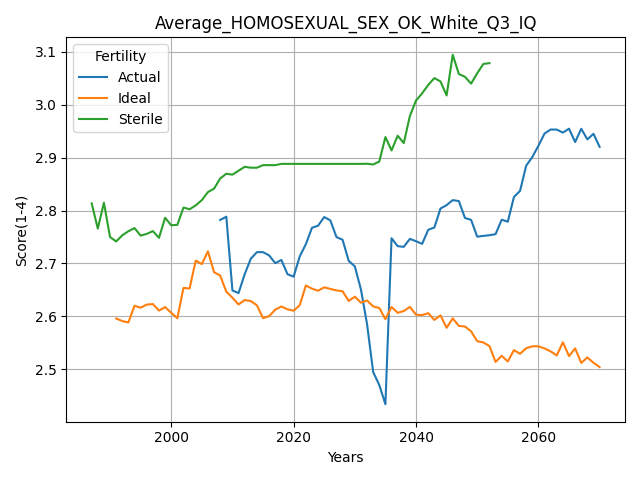 Average_HOMOSEXUAL_SEX_OK_White_Q3_IQ
Fertility
Actual
Ideal
Sterile
Score(1-4)
3.1
3.0
2.9
2.8
2.7
2.6
2.5
2000
2020
2040
2060
Years